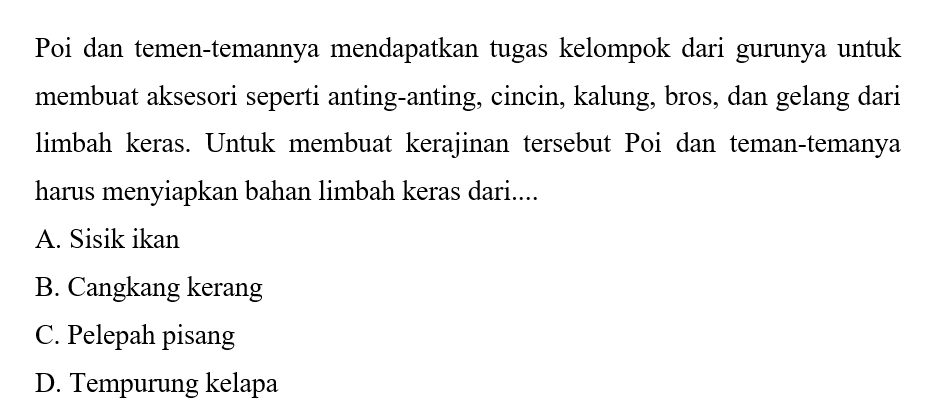 Poi dan temen-temannya mendapatkan tugas kelompok dari gurunya untuk
membuat aksesori seperti anting-anting, cincin, kalung, bros, dan gelang dari
limbah keras. Untuk membuat kerajinan tersebut Poi dan teman-temanya
harus menyiapkan bahan limbah keras dari....
A. Sisik ikan
B. Cangkang kerang
C. Pelepah pisang
D. Tempurung kelapa